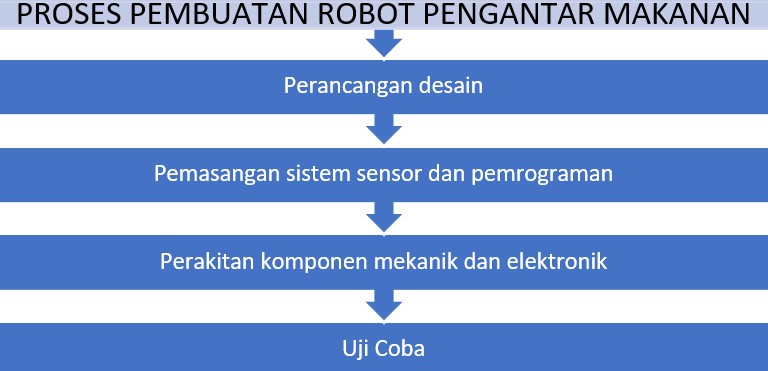 PROSES PEMBUATAN ROBOT PENGANTAR MAKANAN
Perancangan desain
Pemasangan sistem sensor dan pemrograman
Perakitan komponen mekanik dan elektronik
Uji Coba